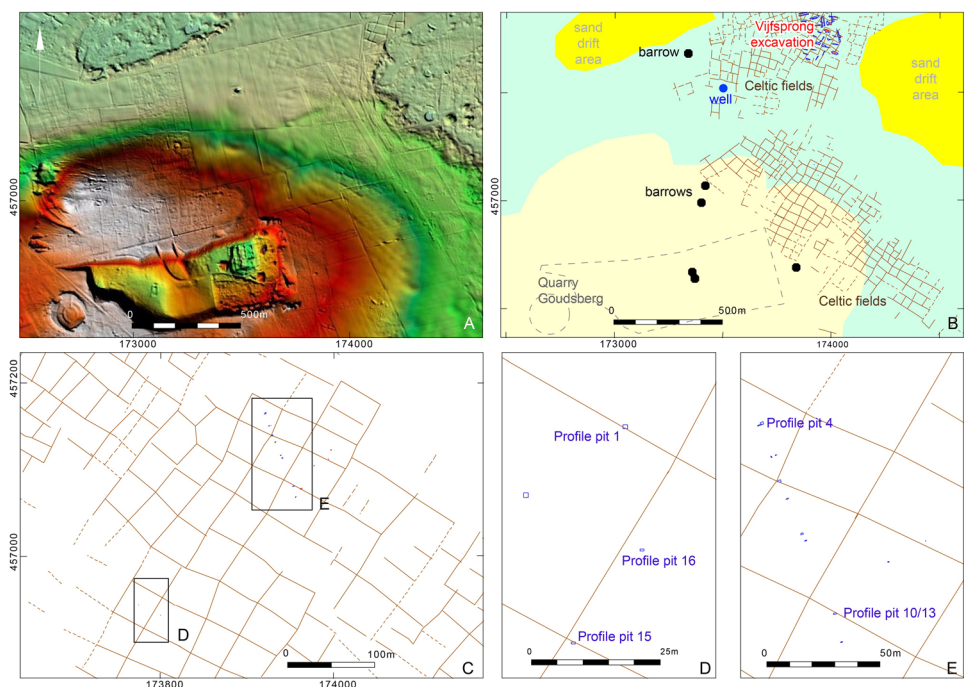 A
457000
0
500m
173000
174000
sand
drift
area
Vijfsprong
excavation
barrow
well
Celtic fields
sand
drift
area
457000
barrows
Quarry
Goudsberg
Celtic fields
0
500m
B
173000
174000
457200
457000
E
D
0
100m
C
173800
174000
Profile pit 1
Profile pit 16
Profile pit 15
0
25m
D
Profile pit 4
Profile pit 10/13
0
50m
E